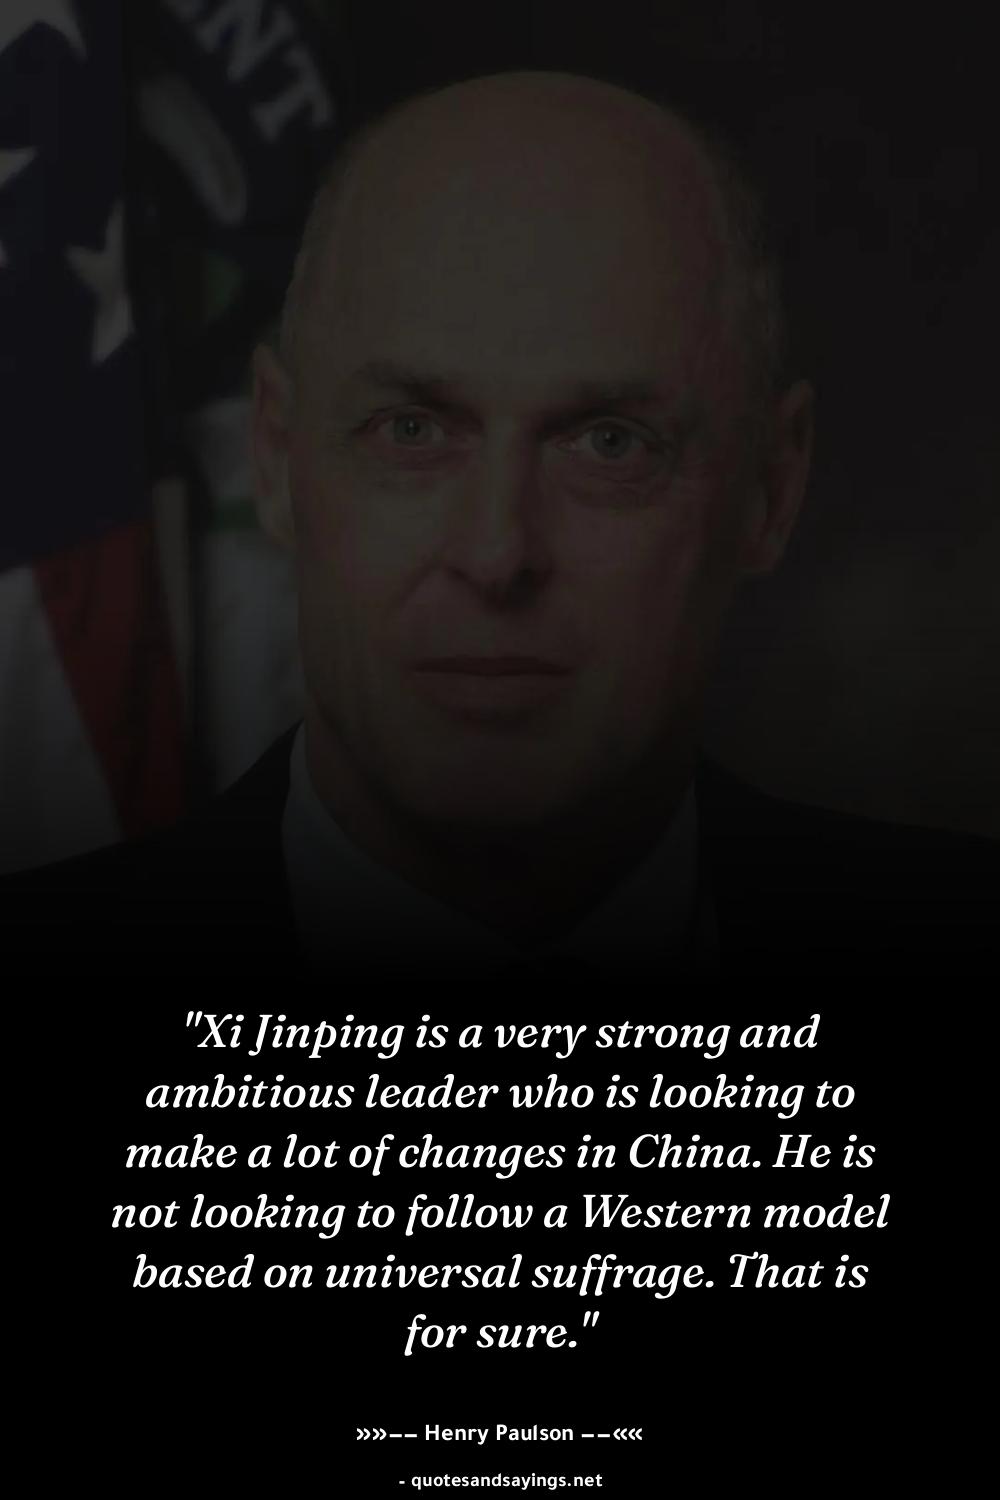 ENT
"Xi Jinping is a very strong and
ambitious leader who is looking to
make a lot of changes in China. He is
not looking to follow a Western model
based on universal suffrage. That is
for sure."
»»–– Henry Paulson ––««
- quotesandsayings.net